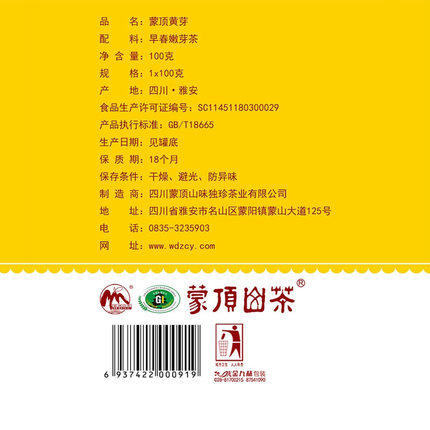 品 名：蒙顶黄芽
配 料：早春嫩芽茶
净 含 量：100克
规 格：1x100克
产 地：四川·雅安
食品生产许可证编号：SC11451180300029
产品执行标准：GB/T18665
生产日期：见罐底
保 质 期：18个月
保存条件：干燥、避光、防异味
制 造 商：四川蒙顶山味独珍茶业有限公司
地 址：四川省雅安市名山区蒙阳镇蒙山大道125号
电 话：0835-3235903
网 址：www.wdzcy.com
蒙頂山茶®
6 937422 000919
028-81700215 87541090